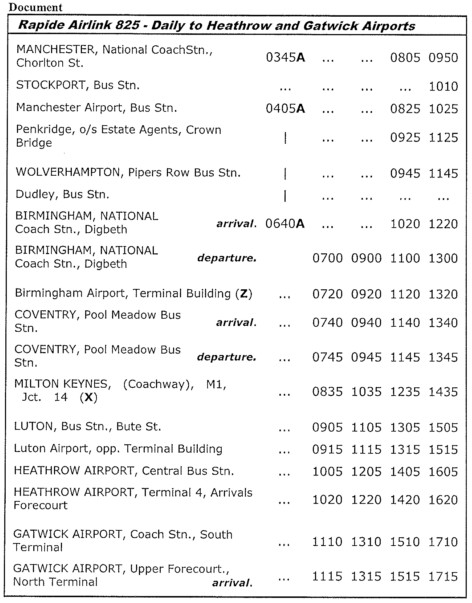 Document
Rapide Airlink 825 - Daily to Heathrow and Gatwick Airports
MANCHESTER, National CoachStn.,
Chorlton St. 0345A ... ... 0805 0950
STOCKPORT, Bus Stn. ... ... ... ... 1010
Manchester Airport, Bus Stn. 0405A ... ... 0825 1025
Penkridge, o/s Estate Agents, Crown
Bridge | ... ... 0925 1125
WOLVERHAMPTON, Pipers Row Bus Stn. | ... ... 0945 1145
Dudley, Bus Stn. | ... ... ... ...
BIRMINGHAM, NATIONAL
Coach Stn., Digbeth arrival. 0640A ... ... 1020 1220
BIRMINGHAM, NATIONAL
Coach Stn., Digbeth departure. 0700 0900 1100 1300
Birmingham Airport, Terminal Building (Z) ... 0720 0920 1120 1320
COVENTRY, Pool Meadow Bus
Stn. arrival. ... 0740 0940 1140 1340
COVENTRY, Pool Meadow Bus
Stn. departure. ... 0745 0945 1145 1345
MILTON KEYNES, (Coachway), M1,
Jct. 14 (X) ... 0835 1035 1235 1435
LUTON, Bus Stn., Bute St. ... 0905 1105 1305 1505
Luton Airport, opp. Terminal Building ... 0915 1115 1315 1515
HEATHROW AIRPORT, Central Bus Stn. ... 1005 1205 1405 1605
HEATHROW AIRPORT, Terminal 4, Arrivals
Forecourt ... 1020 1220 1420 1620
GATWICK AIRPORT, Coach Stn., South
Terminal ... 1110 1310 1510 1710
GATWICK AIRPORT, Upper Forecourt.,
North Terminal arrival. ... 1115 1315 1515 1715